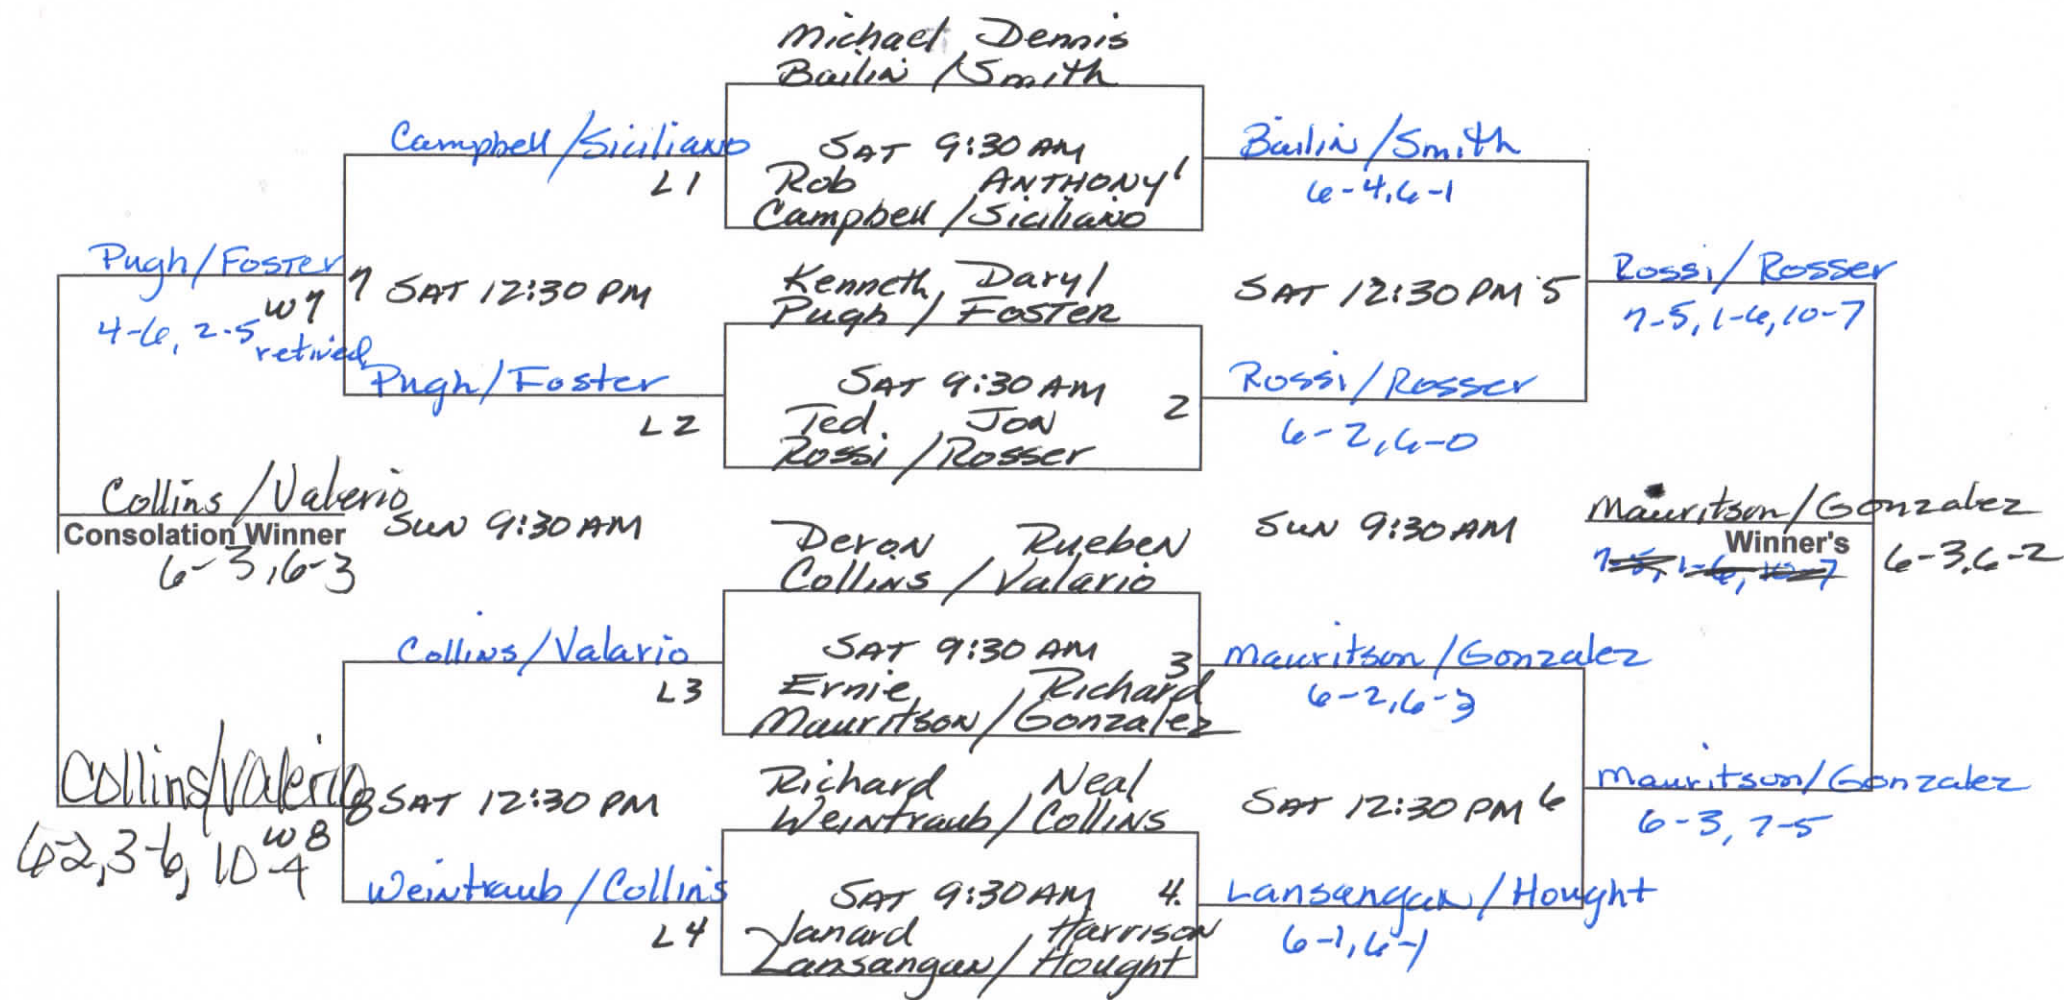 Michael Dennis
Bailin / Smith
Campbell / Siciliano
SAT 9:30 AM
Bailin / Smith
L1
Rob ANTHONY 1
6-4, 6-1
Campbell / Siciliano
Pugh / Foster
7 SAT 12:30 PM
Kenneth Daryl
SAT 12:30 PM 5
Rossi / Rosser
W7
Pugh / FOSTER
7-5, 1-6, 10-7
4-6, 2-5 retired
Pugh / Foster
SAT 9:30 AM
Rossi / Rosser
L2
Ted JON 2
6-2, 6-0
Rossi / Rosser
Collins / Valerio
SUN 9:30 AM
SUN 9:30 AM
Mauritson / Gonzalez
Consolation Winner
Deron Rueben
Winner's
6-3, 6-3
Collins / Valario
7-5, 1-6, 10-7
6-3, 6-2
Collins / Valario
SAT 9:30 AM
3 Mauritson / Gonzalez
L3
Ernie Richard
6-2, 6-3
Mauritson / Gonzalez
Collins / Valerio
8 SAT 12:30 PM
Richard Neal
SAT 12:30 PM 6
Mauritson / Gonzalez
W8
Weintraub / Collins
6-3, 7-5
6-2, 3-6, 10-4
Weintraub / Collins
SAT 9:30 AM 4.
Lansangan / Hought
L4
Janard Harrison
6-1, 6-1
Lansangan / Hought